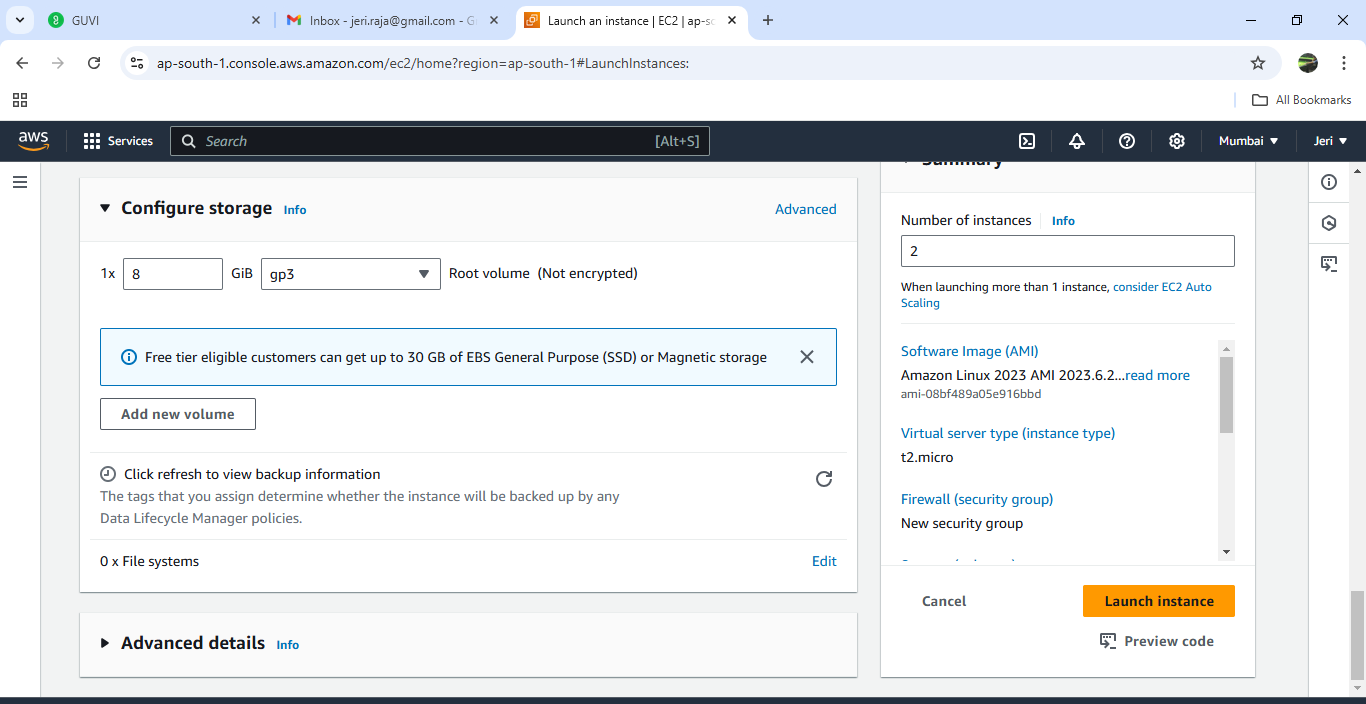 GUVI
Inbox - jeri.raja@gmail.com - G
Launch an instance | EC2 | ap-so
ap-south-1.console.aws.amazon.com/ec2/home?region=ap-south-1#LaunchInstances:
All Bookmarks
aws
Services
Search
[Alt+S]
Mumbai
Jeri
Configure storage
Info
Advanced
1x
8
GiB
gp3
Root volume (Not encrypted)
Free tier eligible customers can get up to 30 GB of EBS General Purpose (SSD) or Magnetic storage
Add new volume
Click refresh to view backup information
The tags that you assign determine whether the instance will be backed up by any
Data Lifecycle Manager policies.
0 x File systems
Edit
Advanced details
Info
Summary
Number of instances
Info
2
When launching more than 1 instance, consider EC2 Auto
Scaling
Software Image (AMI)
Amazon Linux 2023 AMI 2023.6.2...read more
ami-08bf489a05e916bbd
Virtual server type (instance type)
t2.micro
Firewall (security group)
New security group
Cancel
Launch instance
Preview code